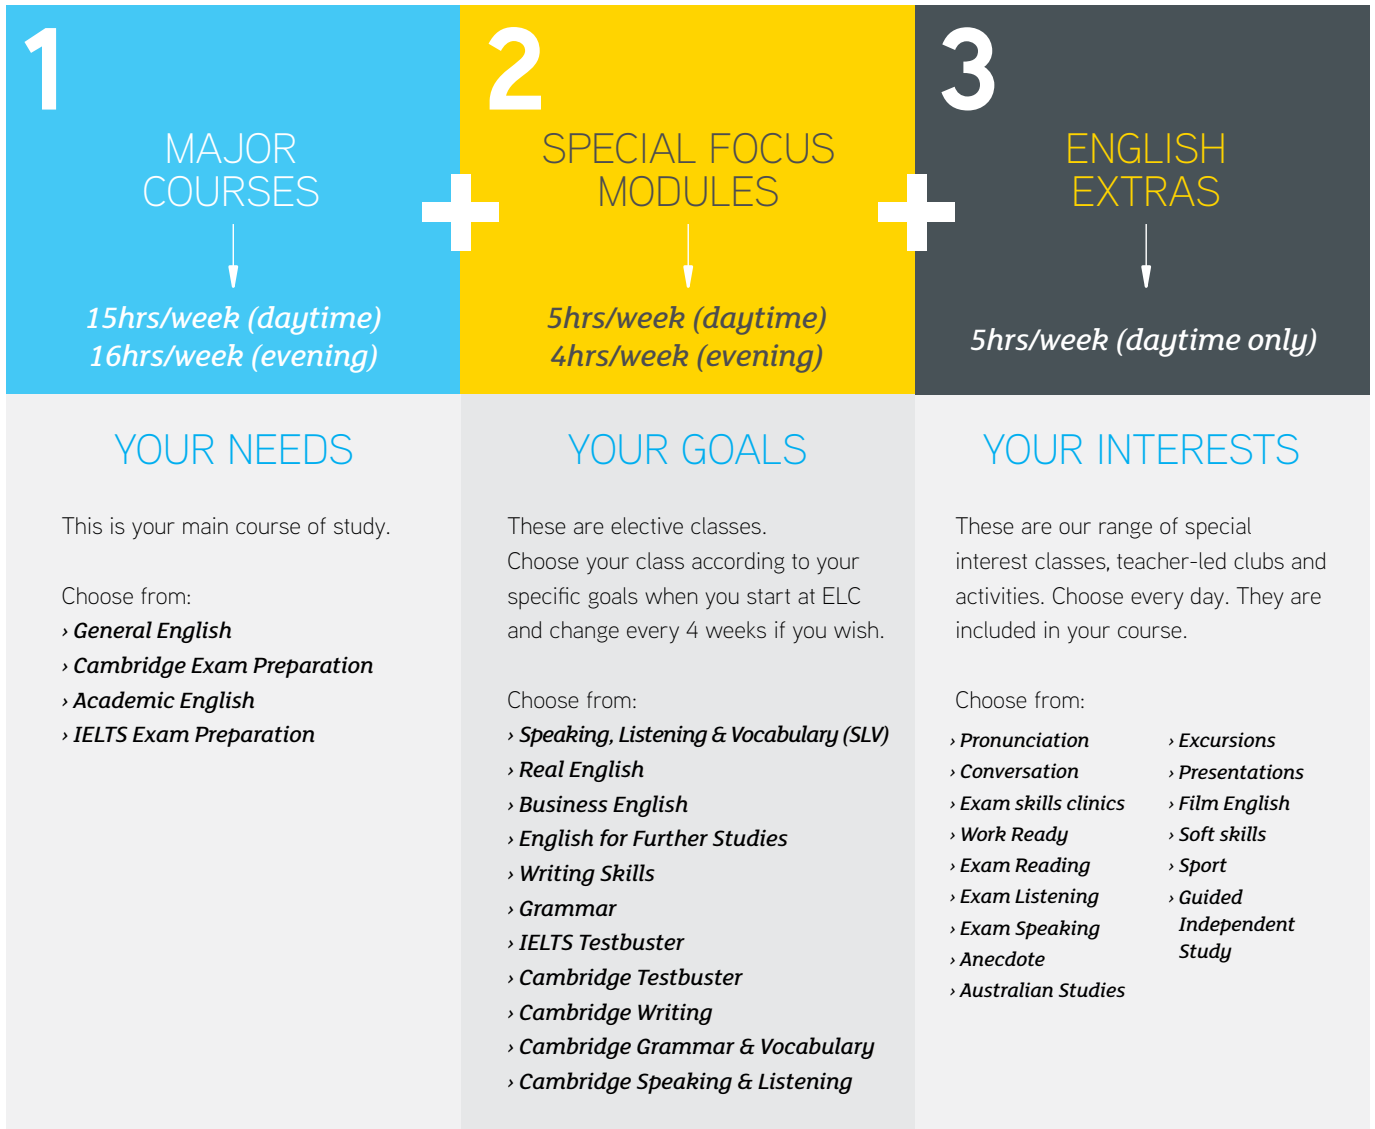 1
MAJOR
COURSES
15hrs/week (daytime)
16hrs/week (evening)
YOUR NEEDS
This is your main course of study.
Choose from:
› General English
› Cambridge Exam Preparation
› Academic English
› IELTS Exam Preparation
+
2
SPECIAL FOCUS
MODULES
5hrs/week (daytime)
4hrs/week (evening)
YOUR GOALS
These are elective classes.
Choose your class according to your
specific goals when you start at ELC
and change every 4 weeks if you wish.
Choose from:
› Speaking, Listening & Vocabulary (SLV)
› Real English
› Business English
› English for Further Studies
› Writing Skills
› Grammar
› IELTS Testbuster
› Cambridge Testbuster
› Cambridge Writing
› Cambridge Grammar & Vocabulary
› Cambridge Speaking & Listening
+
3
ENGLISH
EXTRAS
5hrs/week (daytime only)
YOUR INTERESTS
These are our range of special
interest classes, teacher-led clubs and
activities. Choose every day. They are
included in your course.
Choose from:
› Pronunciation
› Conversation
› Exam skills clinics
› Work Ready
› Exam Reading
› Exam Listening
› Exam Speaking
› Anecdote
› Australian Studies
› Excursions
› Presentations
› Film English
› Soft skills
› Sport
› Guided
Independent
Study